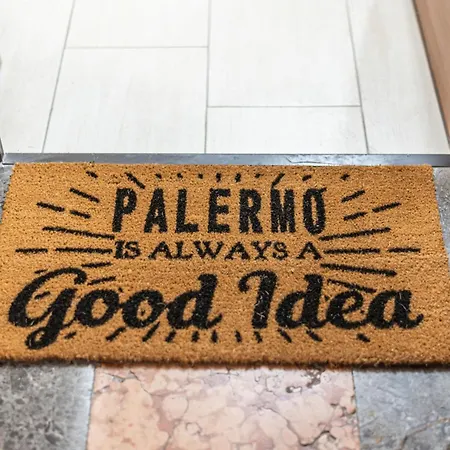 PALERMO
IS ALWAYS A
Good Idea